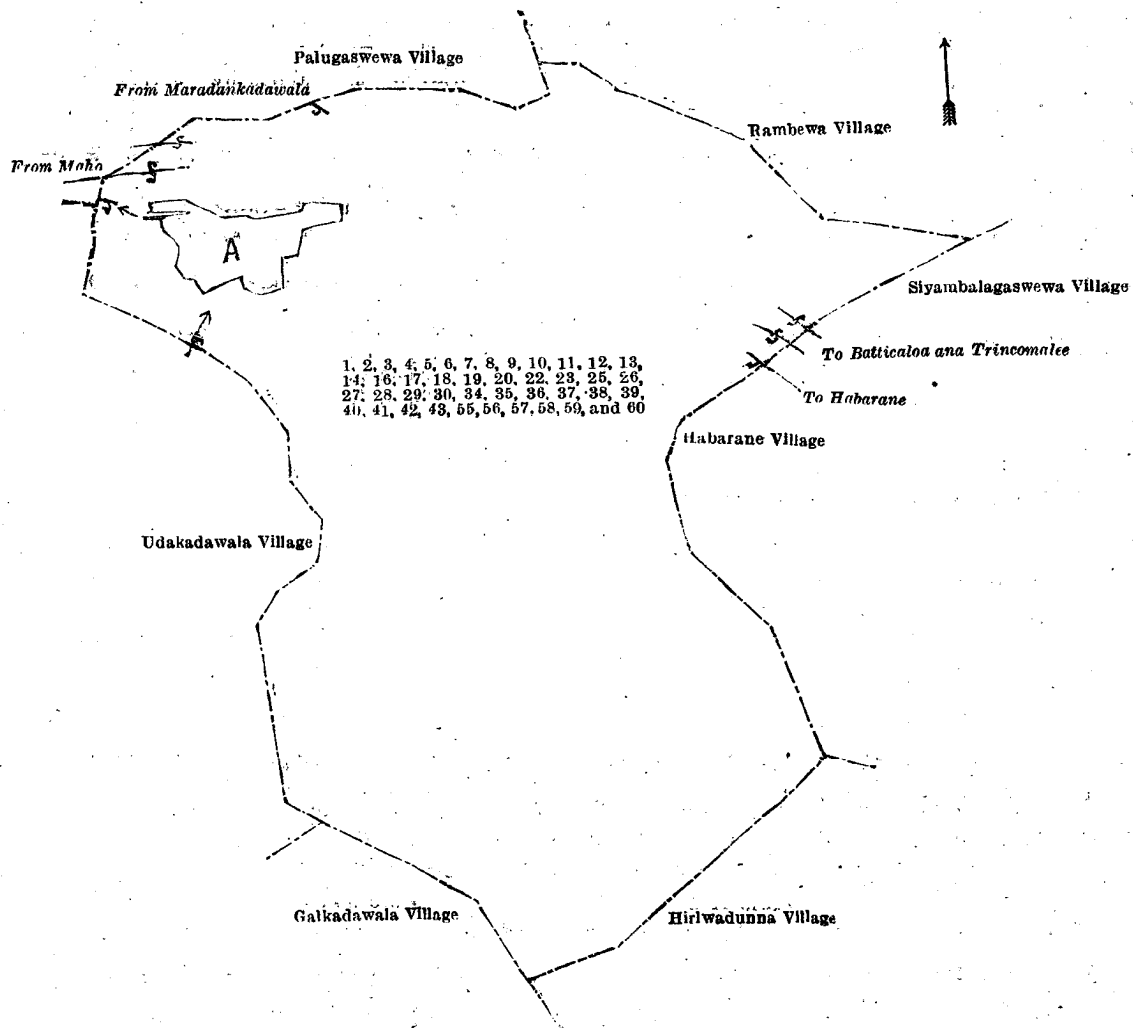 Palugaswewa Village
From Maradankadawala
Rambewa Village
From Maho
A
Siyambalagaswewa Village
To Batticaloa ana Trincomalee
To Habarane
1, 2, 3, 4, 5, 6, 7, 8, 9, 10, 11, 12, 13,
14, 16, 17, 18, 19, 20, 22, 23, 25, 26,
27, 28, 29, 30, 34, 35, 36, 37, 38, 39,
40, 41, 42, 43, 55, 56, 57, 58, 59, and 60
Habarane Village
Udakadawala Village
Galkadawala Village
Hirlwadunna Village